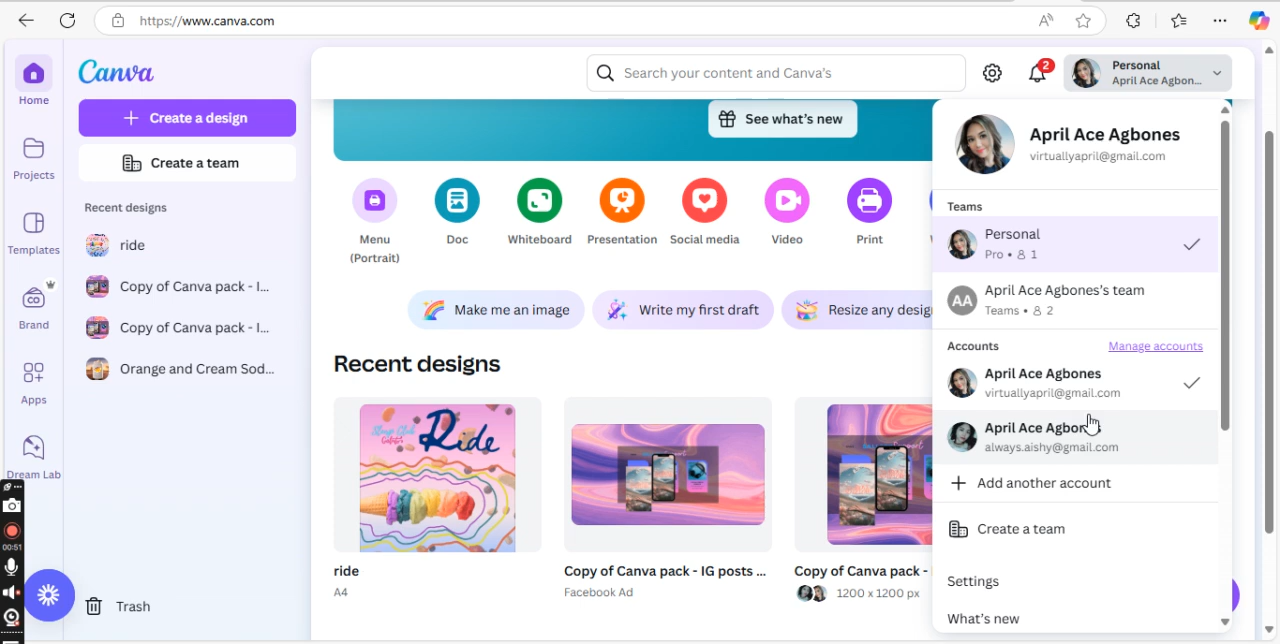 https://www.canva.com
Home
Projects
Templates
Brand
Apps
Dream Lab
00:51
Canva
Create a design
Create a team
Recent designs
ride
Copy of Canva pack - I...
Copy of Canva pack - I...
Orange and Cream Sod...
Trash
Search your content and Canva's
2
Personal
April Ace Agbon...
See what's new
Menu
(Portrait)
Doc
Whiteboard
Presentation
Social media
Video
Print
Make me an image
Write my first draft
Resize any desig
Recent designs
Ride
ride
A4
Copy of Canva pack - IG posts ...
Facebook Ad
Copy of Canva pack -
1200 x 1200 px
April Ace Agbones
virtuallyapril@gmail.com
Teams
Personal
Pro • 1
AA
April Ace Agbones's team
Teams • 2
Accounts
Manage accounts
April Ace Agbones
virtuallyapril@gmail.com
April Ace Agbon
always.aishy@gmail.com
Add another account
Create a team
Settings
What's new